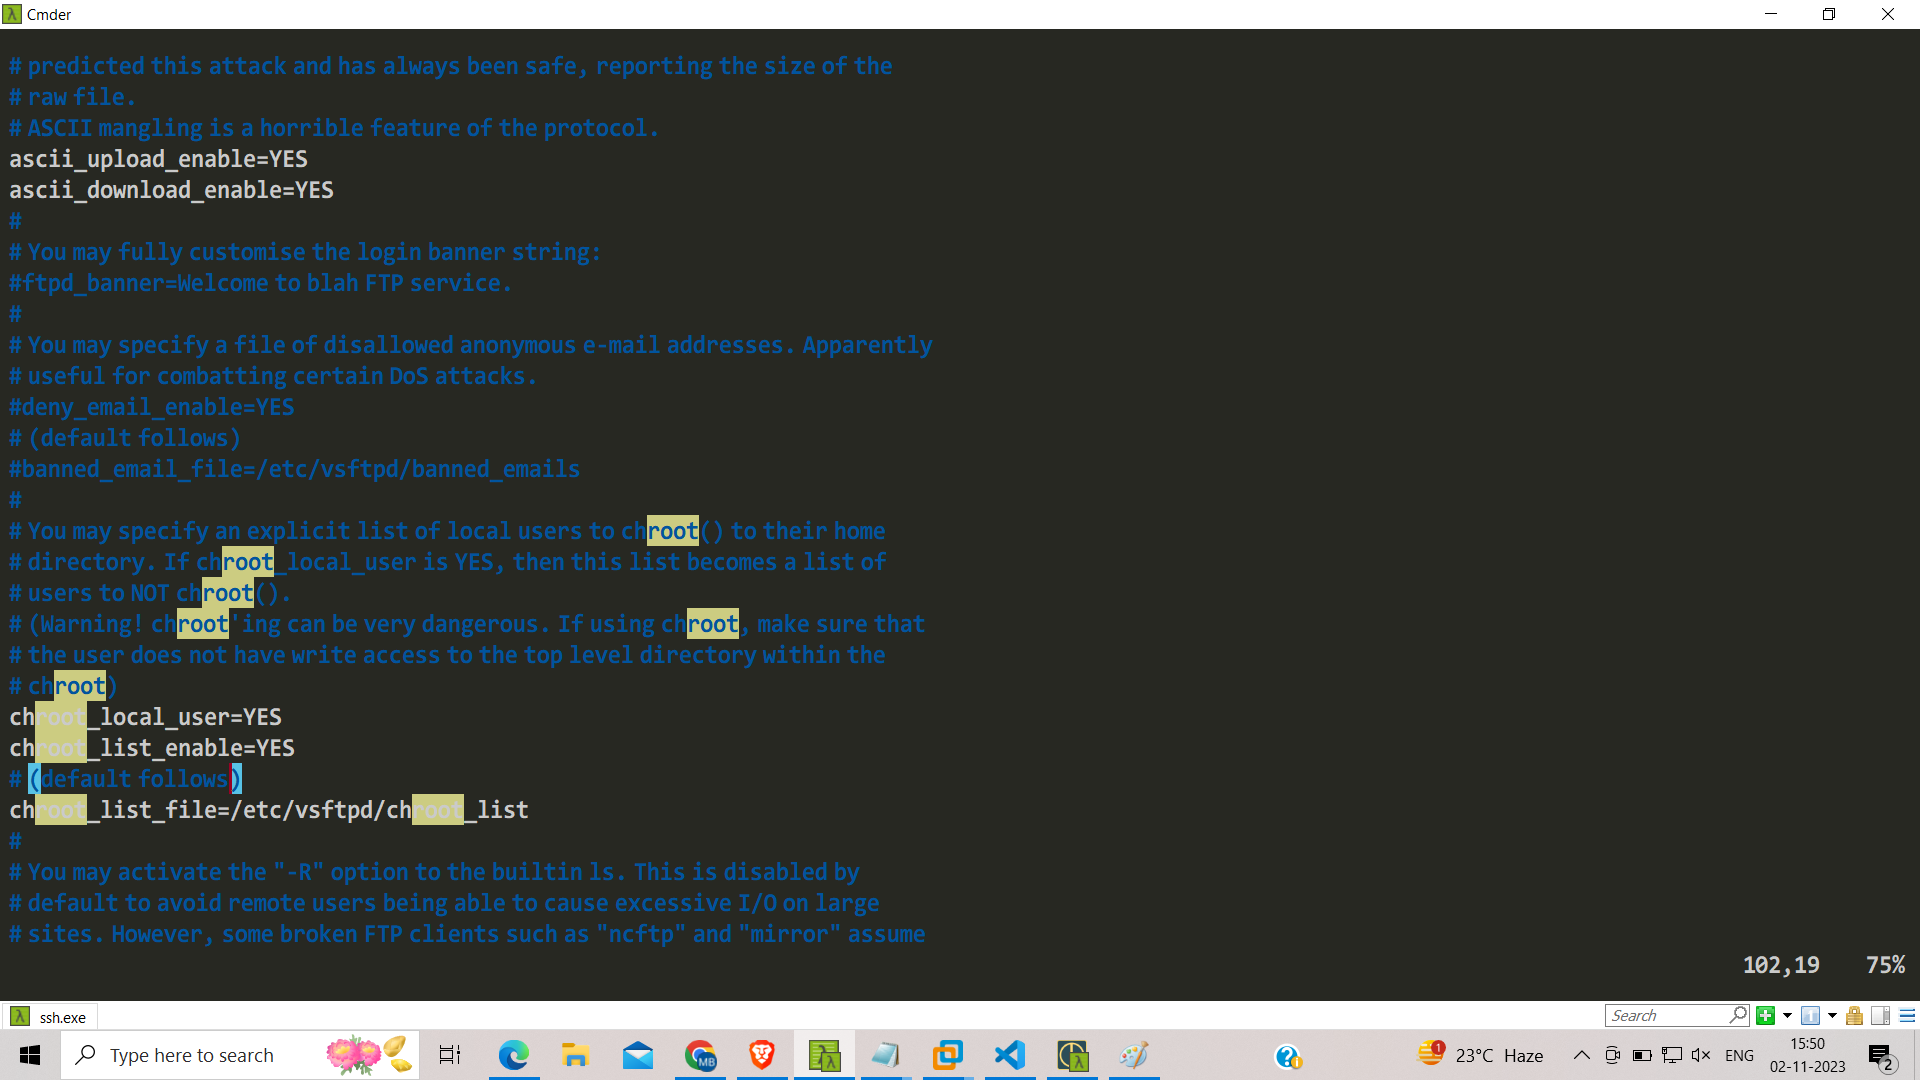 Cmder
# predicted this attack and has always been safe, reporting the size of the
# raw file.
# ASCII mangling is a horrible feature of the protocol.
ascii_upload_enable=YES
ascii_download_enable=YES
#
# You may fully customise the login banner string:
#ftpd_banner=Welcome to blah FTP service.
#
# You may specify a file of disallowed anonymous e-mail addresses. Apparently
# useful for combatting certain DoS attacks.
#deny_email_enable=YES
# (default follows)
#banned_email_file=/etc/vsftpd/banned_emails
#
# You may specify an explicit list of local users to chroot() to their home
# directory. If chroot_local_user is YES, then this list becomes a list of
# users to NOT chroot().
# (Warning! chroot'ing can be very dangerous. If using chroot, make sure that
# the user does not have write access to the top level directory within the
# chroot)
chroot_local_user=YES
chroot_list_enable=YES
# (default follows)
chroot_list_file=/etc/vsftpd/chroot_list
#
# You may activate the "-R" option to the builtin ls. This is disabled by
# default to avoid remote users being able to cause excessive I/O on large
# sites. However, some broken FTP clients such as "ncftp" and "mirror" assume
102,19 75%
ssh.exe
Search
Type here to search
MB
1
23°C Haze
ENG
15:50
02-11-2023
2